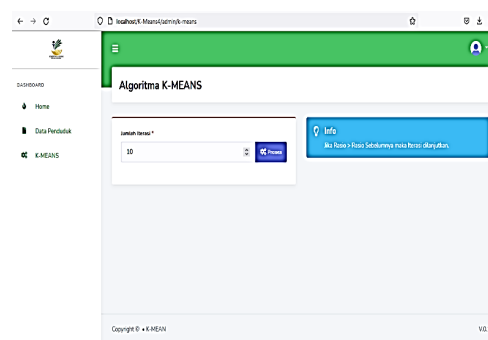 localhost/K-Means4/admin/k-means
DASHBOARD
Home
Data Penduduk
K-MEANS
Algoritma K-MEANS
Jumlah Iterasi *
10
Proses
Info
Jika Rasio > Rasio Sebelumnya maka Iterasi dilanjutkan.
Copyright © • K-MEAN
V.0.